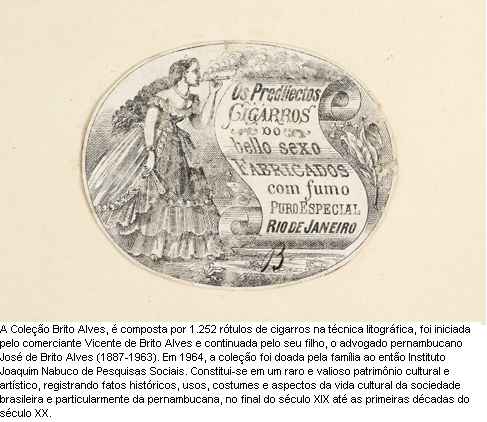 Os Predilectos
CIGARROS
DO
bello sexo
FABRICADOS
com fumo
PURO ESPECIAL
RIO DE JANEIRO
B
A Coleção Brito Alves, é composta por 1.252 rótulos de cigarros na técnica litográfica, foi iniciada
pelo comerciante Vicente de Brito Alves e continuada pelo seu filho, o advogado pernambucano
José de Brito Alves (1887-1963). Em 1964, a coleção foi doada pela família ao então Instituto
Joaquim Nabuco de Pesquisas Sociais. Constitui-se em um raro e valioso patrimônio cultural e
artístico, registrando fatos históricos, usos, costumes e aspectos da vida cultural da sociedade
brasileira e particularmente da pernambucana, no final do século XIX até as primeiras décadas do
século XX.